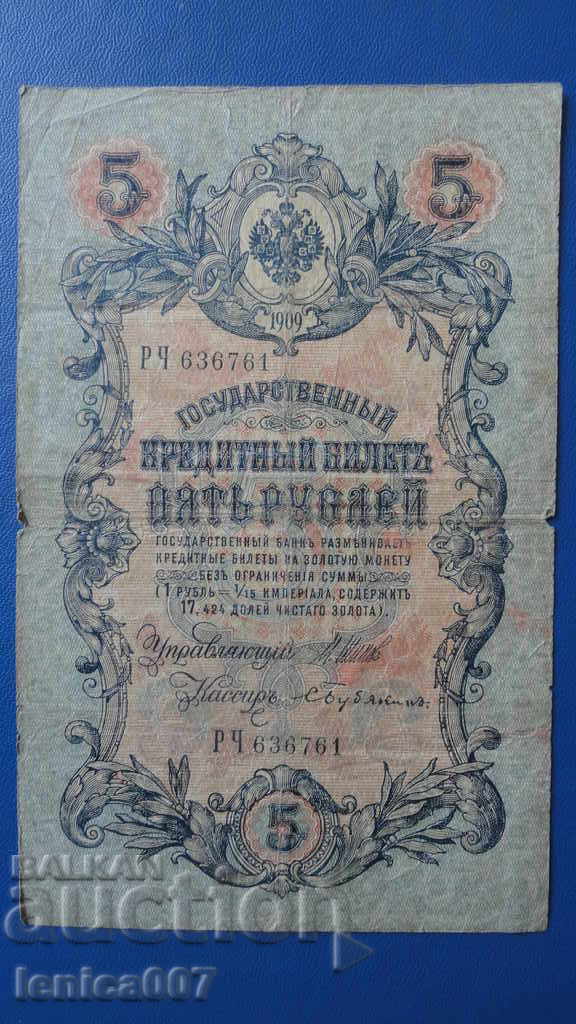 5 5
1909
РЧ 636761
ГОСУДАРСТВЕННЫЙ
КРЕДИТНЫЙ БИЛЕТЪ
ПЯТЬ РУБЛЕЙ
ГОСУДАРСТВЕННЫЙ БАНКЪ РАЗМѢНИВАЕТЪ
КРЕДИТНЫЕ БИЛЕТЫ НА ЗОЛОТУЮ МОНЕТУ
БЕЗЪ ОГРАНИЧЕНІЯ СУММЫ
(1 РУБЛЬ = 1/15 ИМПЕРІАЛА, СОДЕРЖИТЪ
17,424 ДОЛЕЙ ЧИСТАГО ЗОЛОТА).
Управляющій И. Шипов
Кассиръ С Бубякинъ.
РЧ 636761
5
BALKAN
auction
lenica007